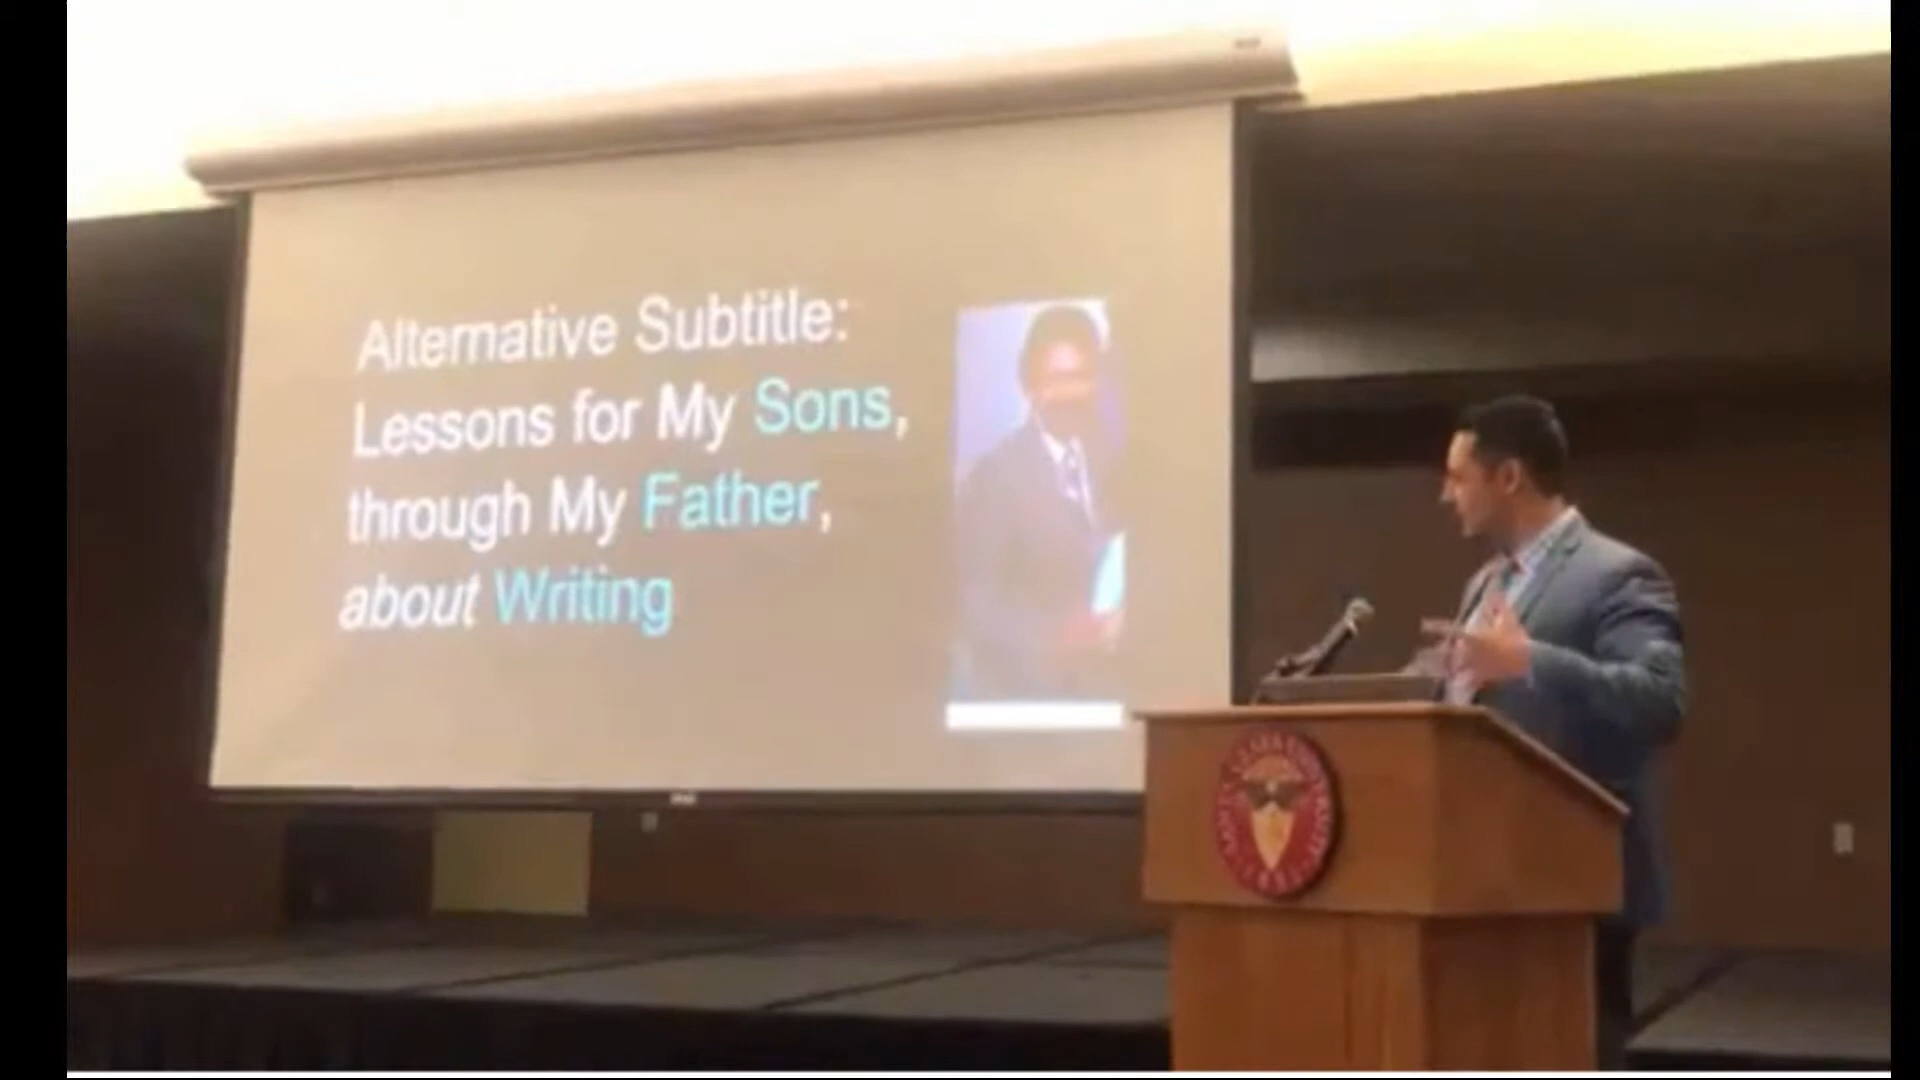 Alternative Subtitle:
Lessons for My Sons,
through My Father,
about Writing